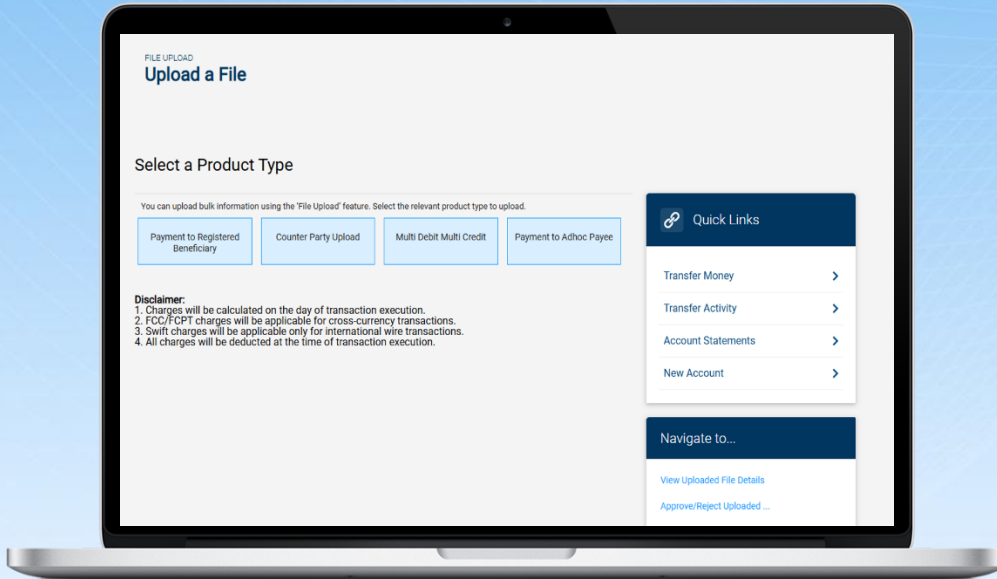 FILE UPLOAD
Upload a File
Select a Product Type
You can upload bulk information using the 'File Upload' feature. Select the relevant product type to upload.
Payment to Registered
Beneficiary
Counter Party Upload
Multi Debit Multi Credit
Payment to Adhoc Payee
Disclaimer:
1. Charges will be calculated on the day of transaction execution.
2. FCC/FCPT charges will be applicable for cross-currency transactions.
3. Swift charges will be applicable only for international wire transactions.
4. All charges will be deducted at the time of transaction execution.
Quick Links
Transfer Money
Transfer Activity
Account Statements
New Account
Navigate to...
View Uploaded File Details
Approve/Reject Uploaded ...